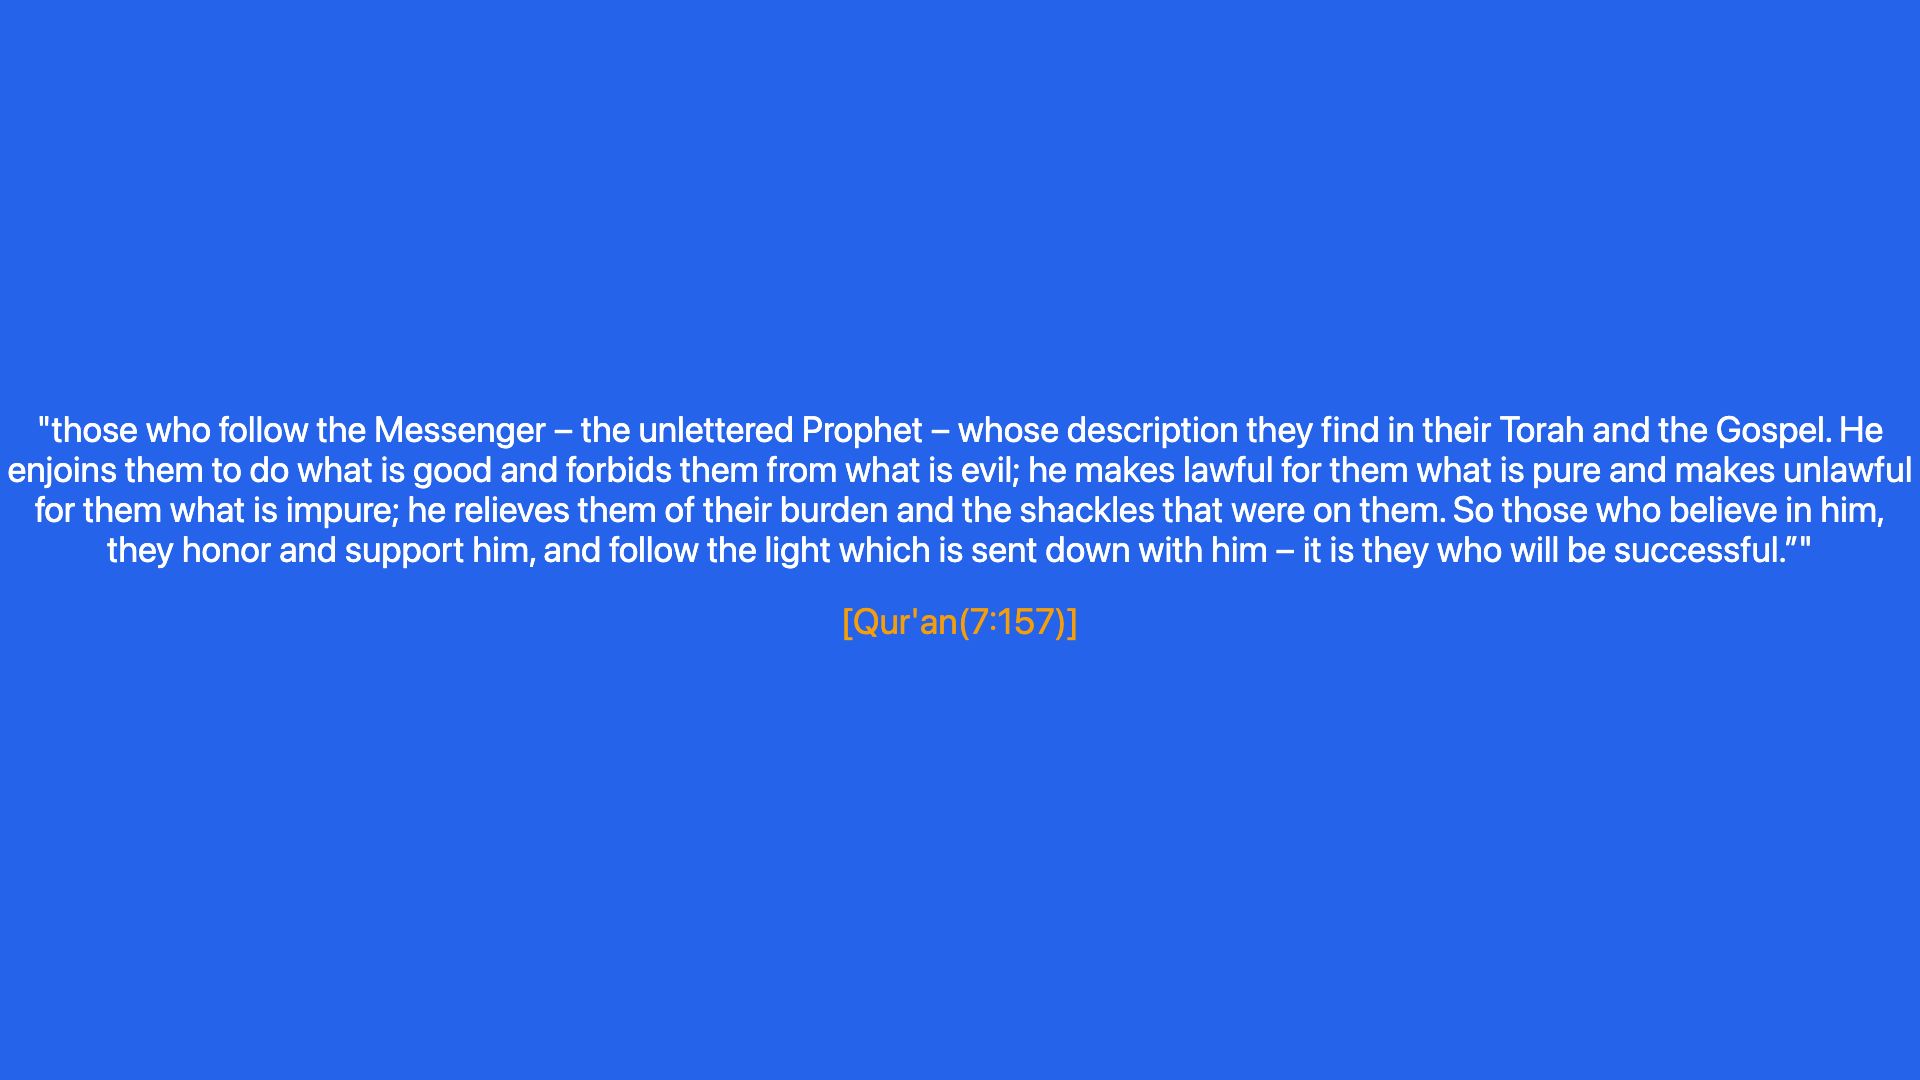 "those who follow the Messenger – the unlettered Prophet – whose description they find in their Torah and the Gospel. He
enjoins them to do what is good and forbids them from what is evil; he makes lawful for them what is pure and makes unlawful
for them what is impure; he relieves them of their burden and the shackles that were on them. So those who believe in him,
they honor and support him, and follow the light which is sent down with him – it is they who will be successful.”"
[Qur'an(7:157)]